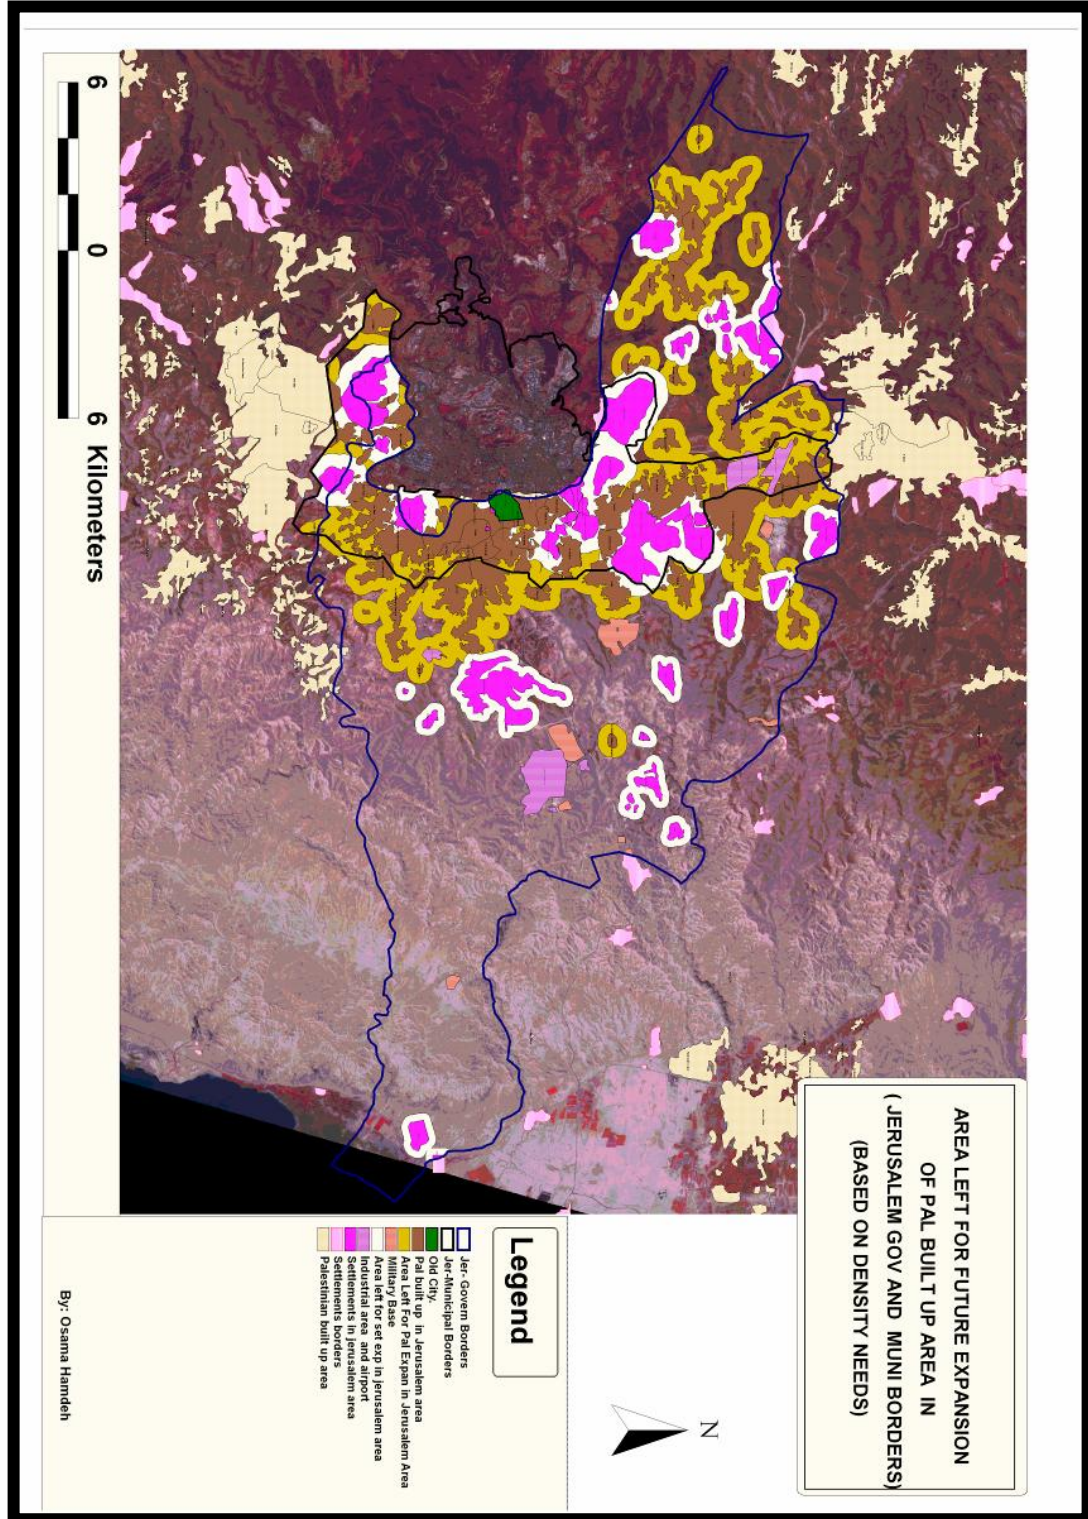 AREA LEFT FOR FUTURE EXPANSION
OF PAL BUILT UP AREA IN
( JERUSALEM GOV AND MUNI BORDERS)
(BASED ON DENSITY NEEDS)
N
Legend
Jer- Govern Borders
Jer-Municipal Borders
Old City.
Pal built up in Jerusalem area
Area Left For Pal Expan in Jerusalem Area
Military Base
Area left for set exp in jerusalem area
Industrial area and airport
Settlements in jerusalem area
Settlements borders
Palestinian built up area
By: Osama Hamdeh
6 0 6 Kilometers